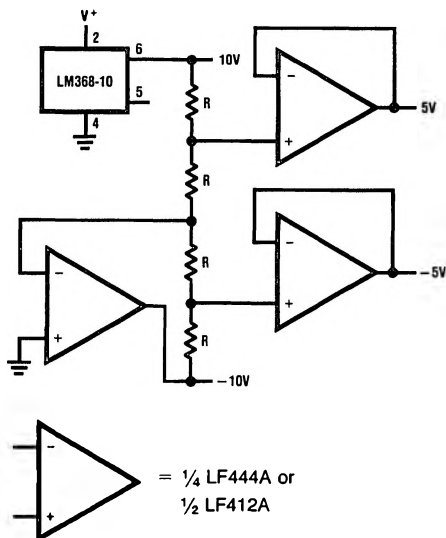 V+
2
6
10V
LM368-10
5
4
R
-
+
5V
R
-
+
R
-
+
-5V
R
-10V
-
+
= ¼ LF444A or
½ LF412A